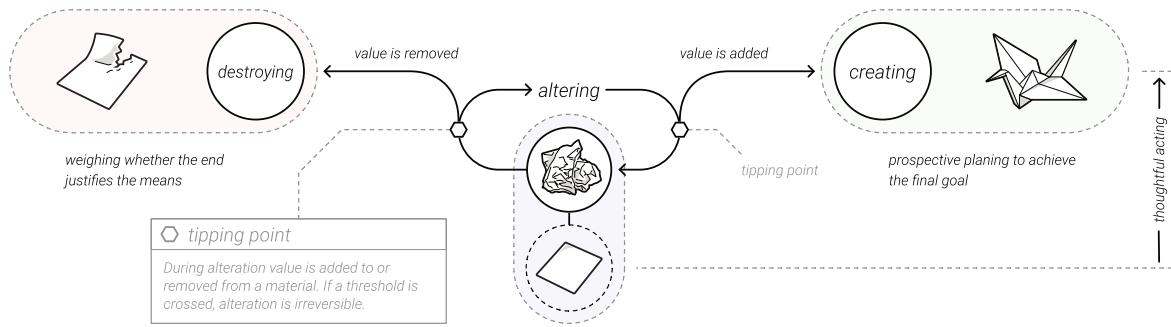 value is removed
value is added
destroying
altering
creating
tipping point
weighing whether the end
justifies the means
prospective planing to achieve
the final goal
thoughtful acting
tipping point
During alteration value is added to or
removed from a material. If a threshold is
crossed, alteration is irreversible.